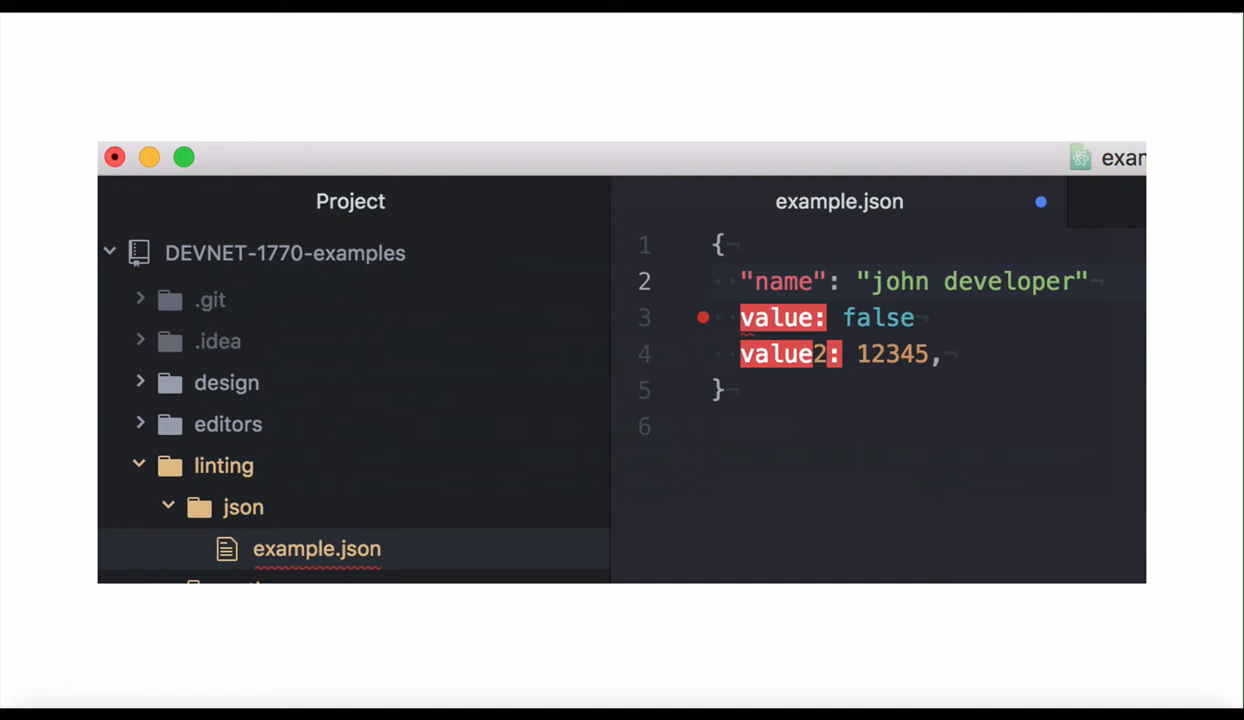 exam
Project
DEVNET-1770-examples
.git
.idea
design
editors
linting
json
example.json
example.json
1 {
2 "name": "john developer"
3 value: false
4 value2: 12345,
5 }
6